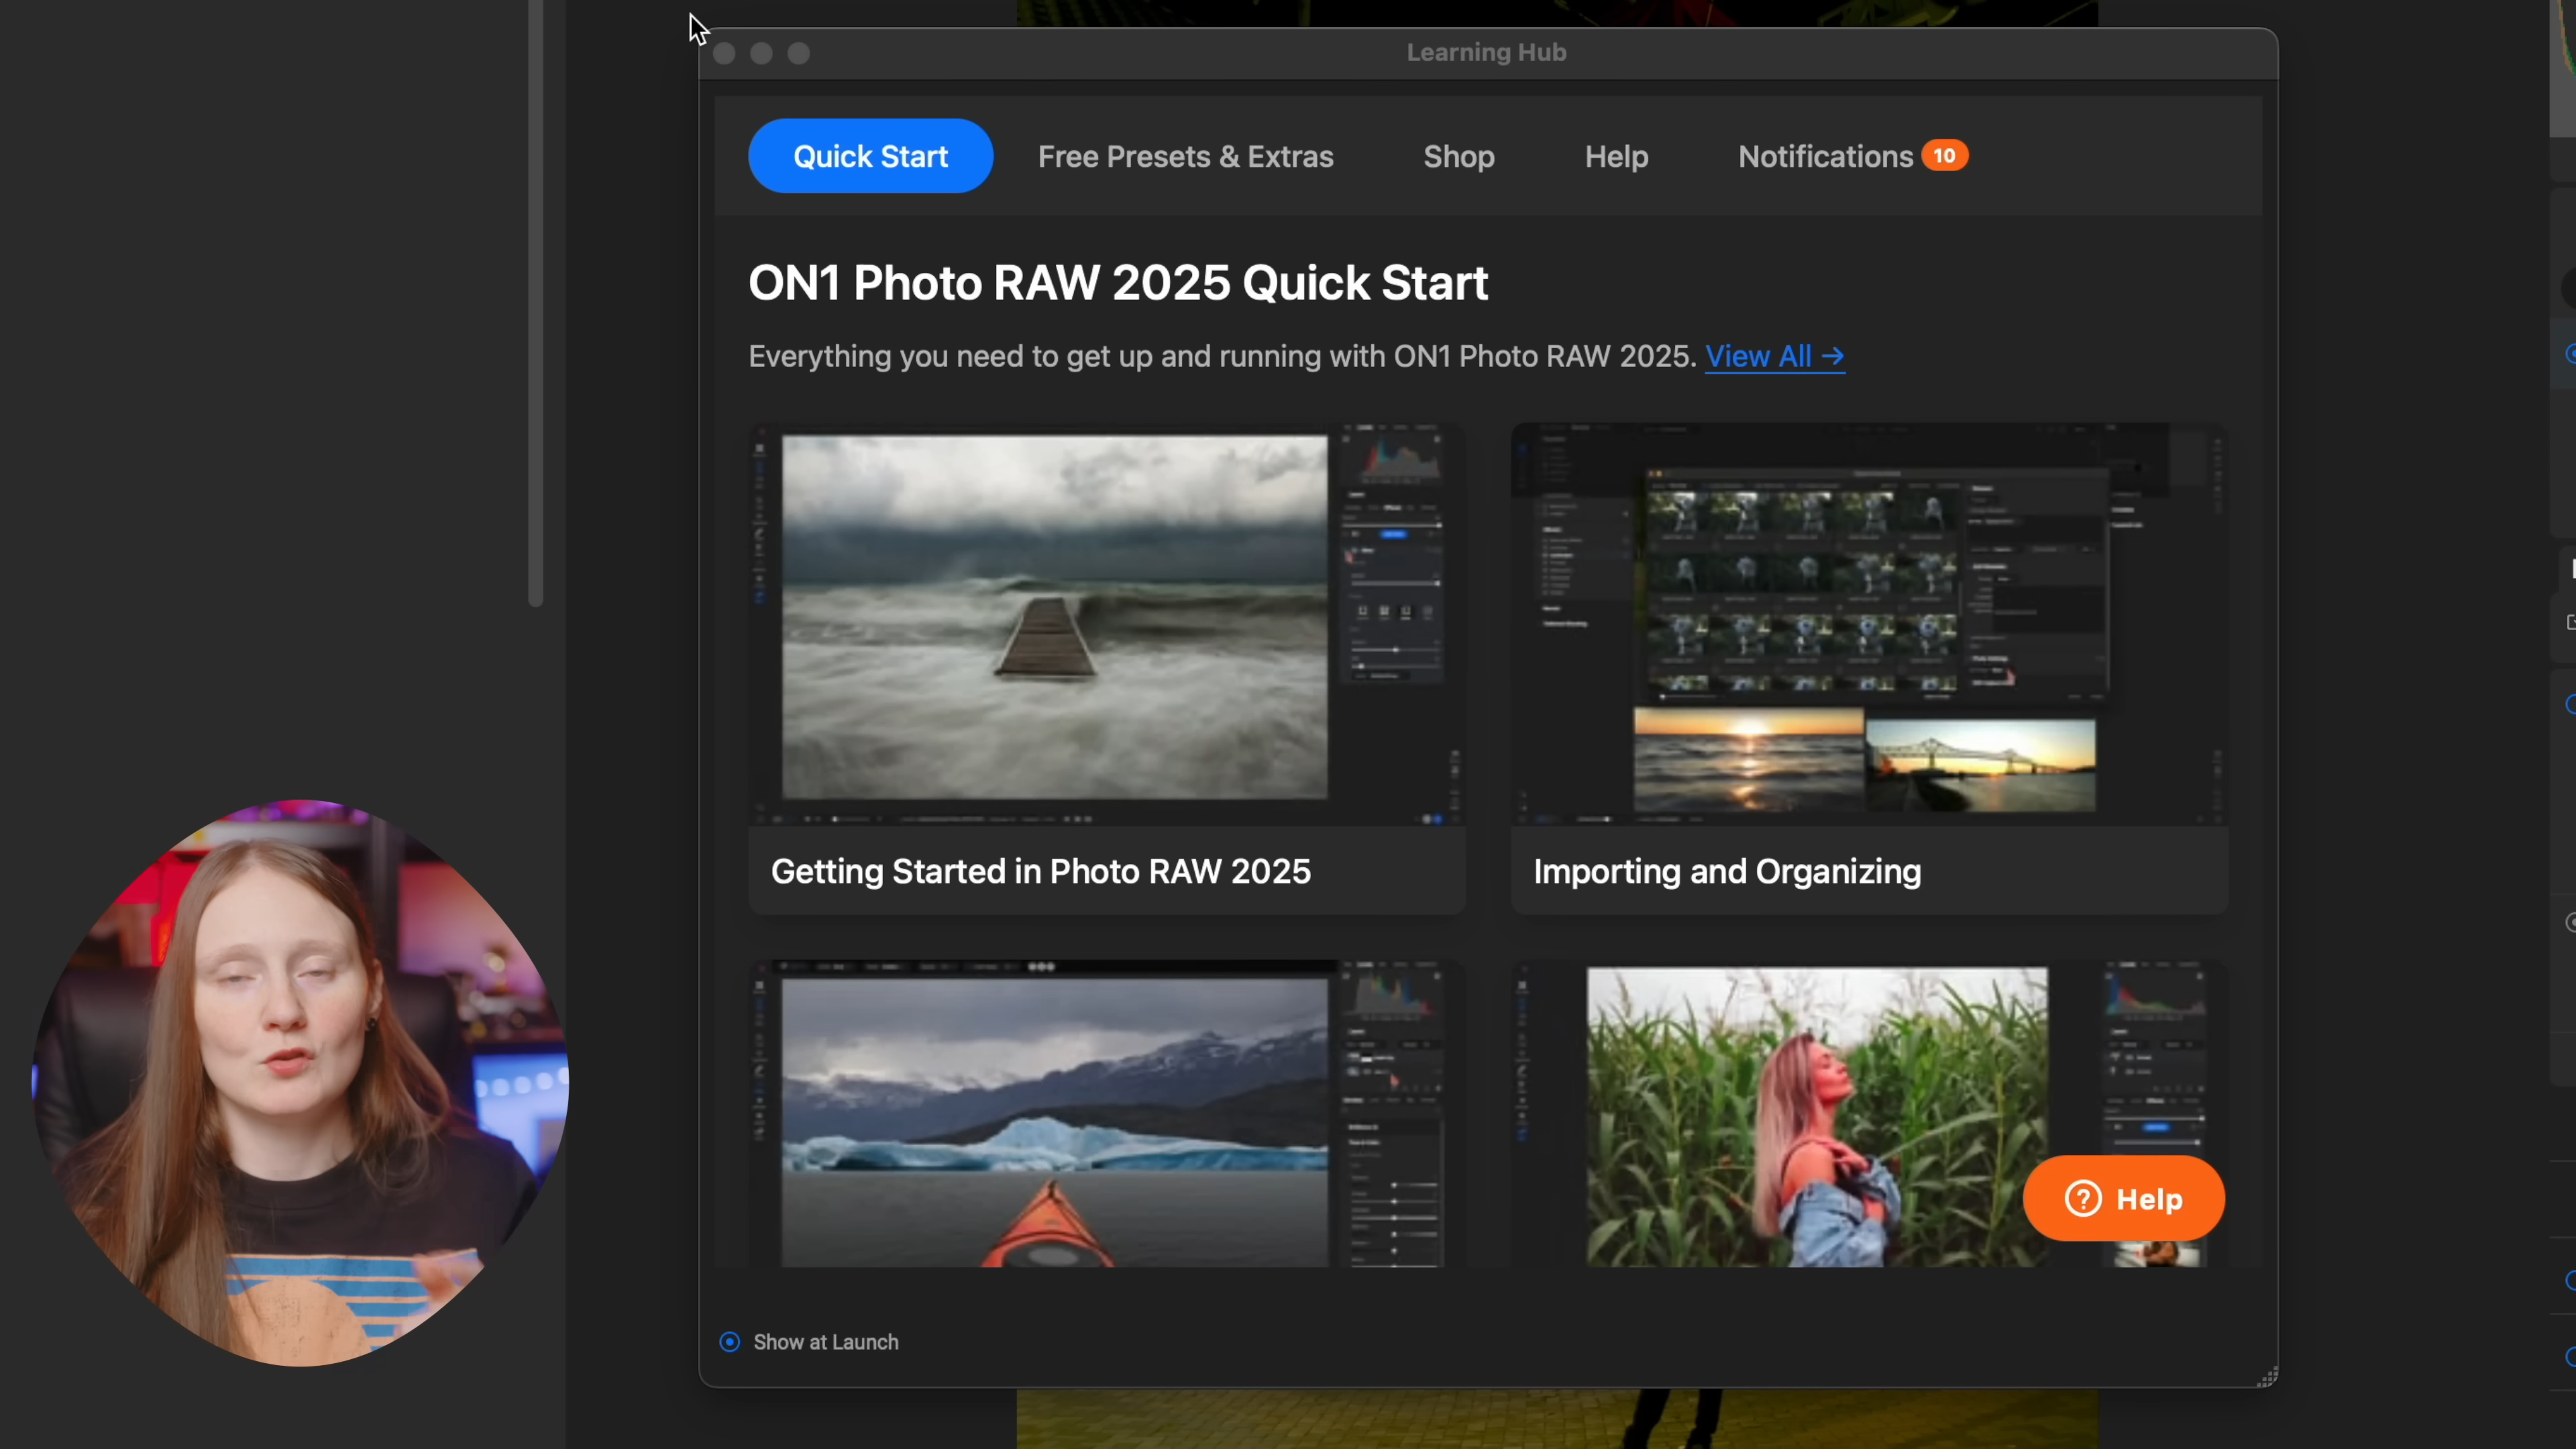 Learning Hub
Quick Start
Free Presets & Extras
Shop
Help
Notifications 10
ON1 Photo RAW 2025 Quick Start
Everything you need to get up and running with ON1 Photo RAW 2025. View All →
Getting Started in Photo RAW 2025
Importing and Organizing
? Help
Show at Launch